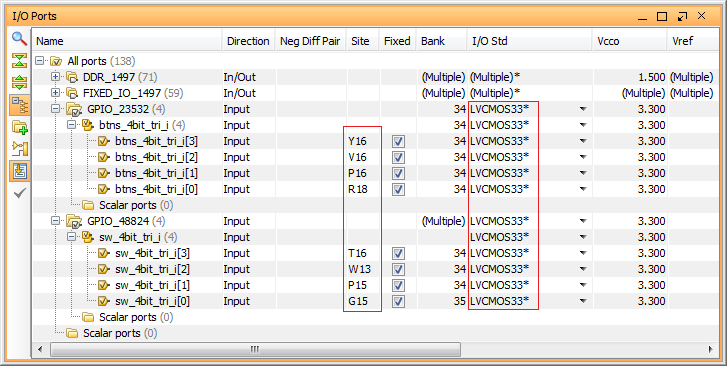 I/O Ports
Name Direction Neg Diff Pair Site Fixed Bank I/O Std Vcco Vref
All ports (138)
DDR_1497 (71) In/Out (Multiple) (Multiple)* 1.500 (Multiple)
FIXED_IO_1497 (59) In/Out (Multiple) (Multiple)* (Multiple) (Multiple)
GPIO_23532 (4) Input 34 LVCMOS33* 3.300
btns_4bit_tri_i (4) Input 34 LVCMOS33* 3.300
btns_4bit_tri_i[3] Input Y16 34 LVCMOS33* 3.300
btns_4bit_tri_i[2] Input V16 34 LVCMOS33* 3.300
btns_4bit_tri_i[1] Input P16 34 LVCMOS33* 3.300
btns_4bit_tri_i[0] Input R18 34 LVCMOS33* 3.300
Scalar ports (0)
GPIO_48824 (4) Input (Multiple) LVCMOS33* 3.300
sw_4bit_tri_i (4) Input LVCMOS33* 3.300
sw_4bit_tri_i[3] Input T16 34 LVCMOS33* 3.300
sw_4bit_tri_i[2] Input W13 34 LVCMOS33* 3.300
sw_4bit_tri_i[1] Input P15 34 LVCMOS33* 3.300
sw_4bit_tri_i[0] Input G15 35 LVCMOS33* 3.300
Scalar ports (0)
Scalar ports (0)